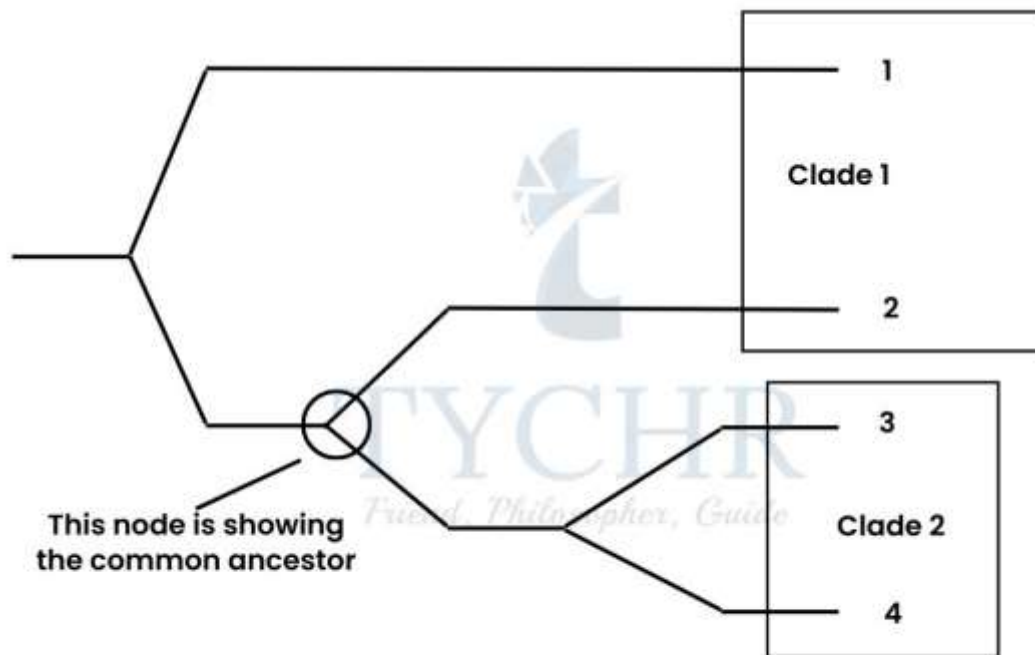 1
Clade 1
2
TYCHR
Friend, Philosopher, Guide
3
Clade 2
4
This node is showing
the common ancestor